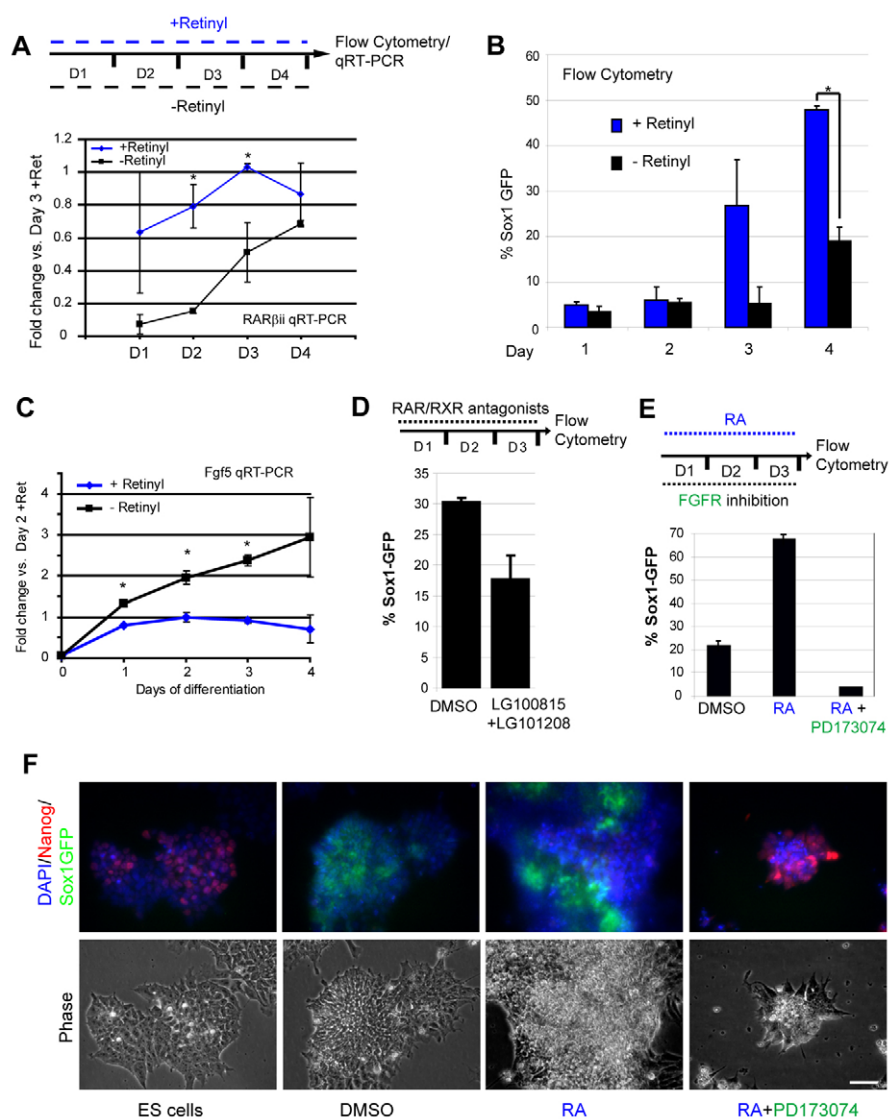 A
+Retinyl
D1 D2 D3 D4
Flow Cytometry/
qRT-PCR
-Retinyl
Fold change vs. Day 3 +Ret
1.2
1
0.8
0.6
0.4
0.2
0
+Retinyl
-Retinyl
*
*
RARβii qRT-PCR
D1 D2 D3 D4
B
% Sox1 GFP
60
50
40
30
20
10
0
Flow Cytometry
+ Retinyl
- Retinyl
*
Day 1 2 3 4
C
Fgf5 qRT-PCR
Fold change vs. Day 2 +Ret
4
3
2
1
0
+ Retinyl
- Retinyl
*
*
*
0 1 2 3 4
Days of differentiation
D
RAR/RXR antagonists
D1 D2 D3
Flow
Cytometry
% Sox1-GFP
35
30
25
20
15
10
5
0
DMSO
LG100815
+LG101208
E
RA
D1 D2 D3
Flow
Cytometry
FGFR inhibition
% Sox1-GFP
70
60
50
40
30
20
10
0
DMSO
RA
RA +
PD173074
F
DAPI/Nanog/
Sox1GFP
Phase
ES cells
DMSO
RA
RA+PD173074